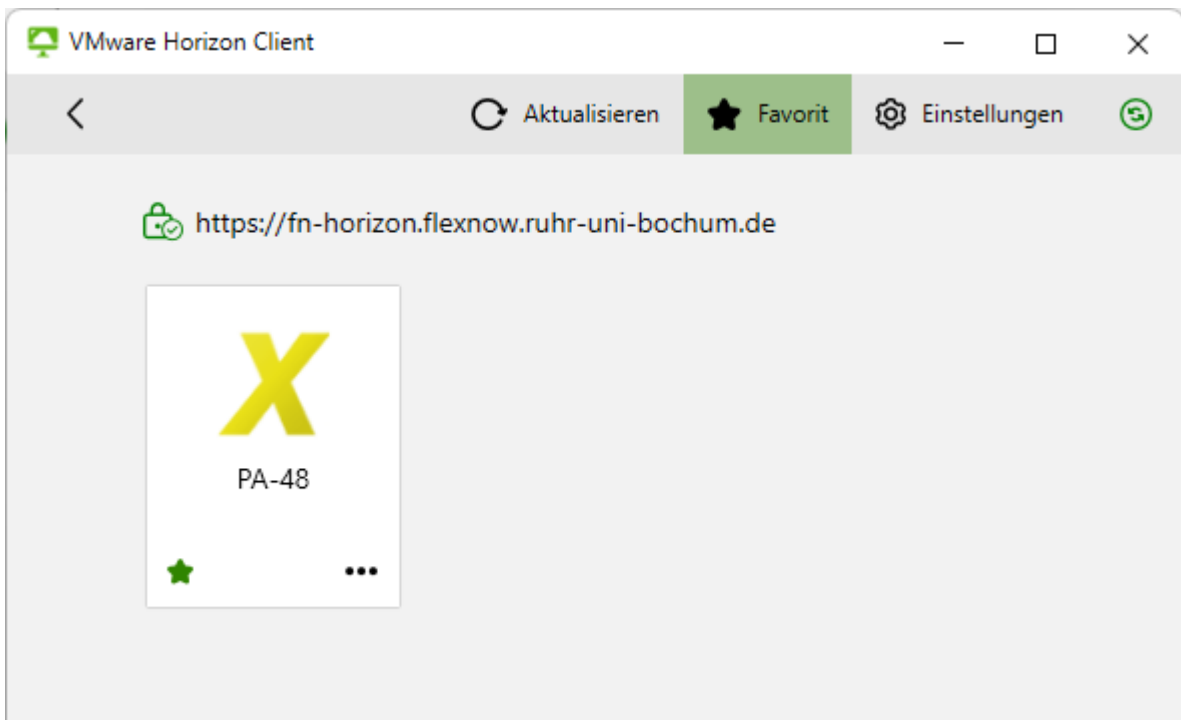 VMware Horizon Client
Aktualisieren Favorit Einstellungen
https://fn-horizon.flexnow.ruhr-uni-bochum.de
X
PA-48